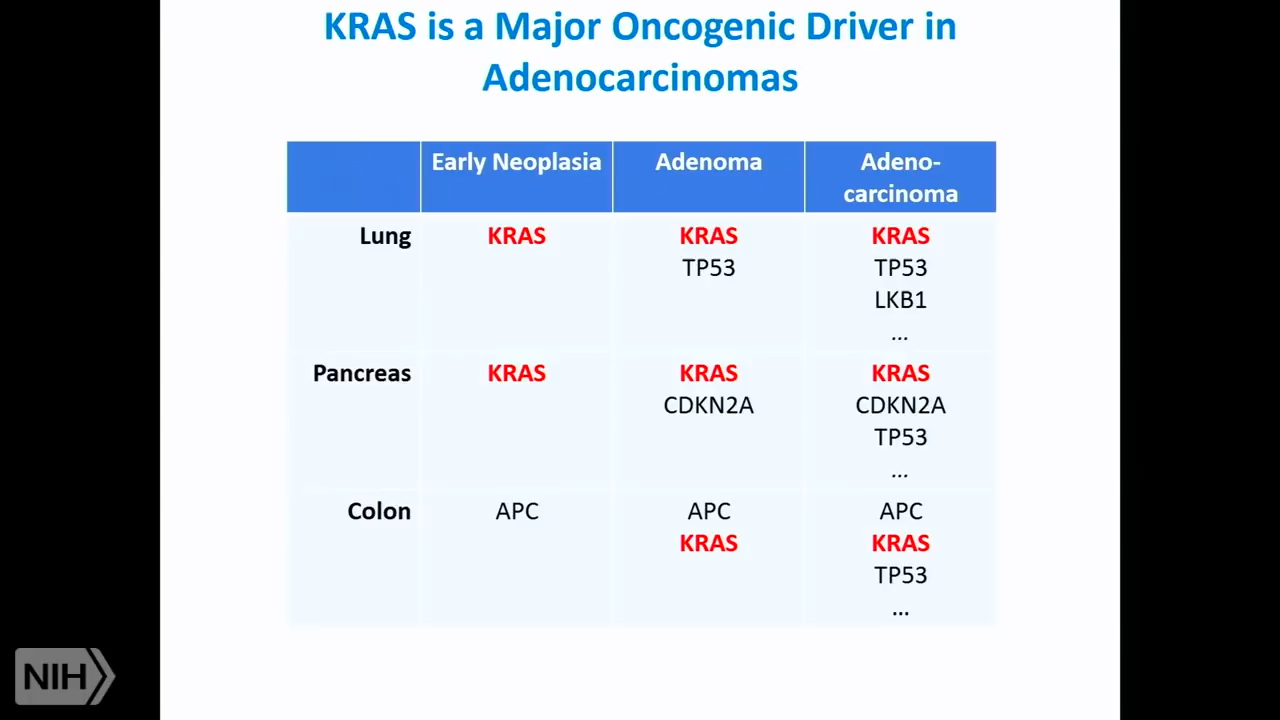 KRAS is a Major Oncogenic Driver in
Adenocarcinomas
Early Neoplasia
Adenoma
Adeno-
carcinoma
Lung
KRAS
KRAS
TP53
KRAS
TP53
LKB1
...
Pancreas
KRAS
KRAS
CDKN2A
KRAS
CDKN2A
TP53
...
Colon
APC
APC
KRAS
APC
KRAS
TP53
...
NIH